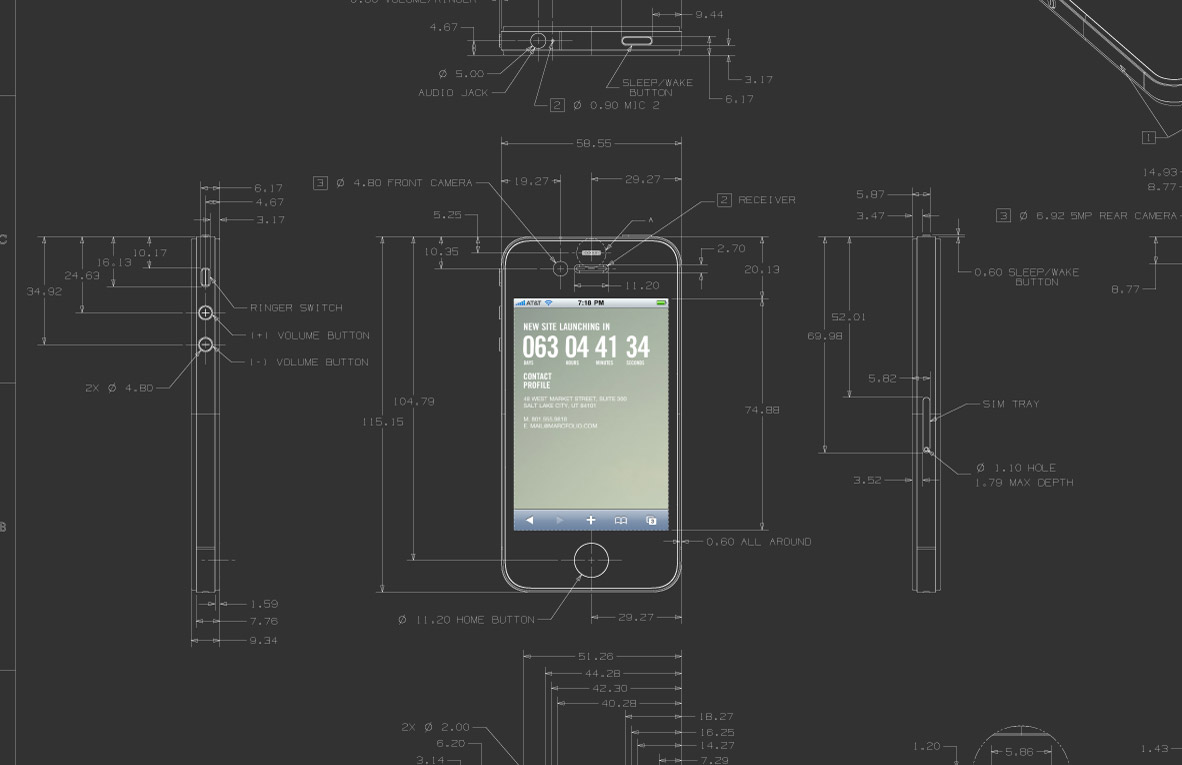 9.44
4.67
Ø 5.00
AUDIO JACK
SLEEP/WAKE
BUTTON
2 Ø 0.90 MIC 2
3.17
6.17
1
58.55
3 Ø 4.80 FRONT CAMERA
19.27
29.27
2 RECEIVER
5.25
A
10.35
2.70
20.13
11.20
6.17
4.67
3.17
10.17
16.13
24.63
34.92
RINGER SWITCH
(+) VOLUME BUTTON
(-) VOLUME BUTTON
2X Ø 4.80
C
B
104.79
115.15
AT&T 7:18 PM
NEW SITE LAUNCHING IN
063 04 41 34
DAYS HOURS MINUTES SECONDS
CONTACT
PROFILE
48 WEST MARKET STREET, SUITE 300
SALT LAKE CITY, UT 84101
E. MAIL@MARCFOLIO.COM
3
74.88
0.60 ALL AROUND
Ø 11.20 HOME BUTTON
29.27
1.59
7.76
9.34
5.87
3.47
14.93
8.77
3 Ø 6.92 5MP REAR CAMERA
0.60 SLEEP/WAKE
BUTTON
8.77
52.01
69.98
5.82
SIM TRAY
Ø 1.10 HOLE
1.79 MAX DEPTH
3.52
51.26
44.28
42.30
40.28
18.27
16.25
14.27
7.29
2X Ø 2.00
6.20
3.14
1.20
5.86
1.43